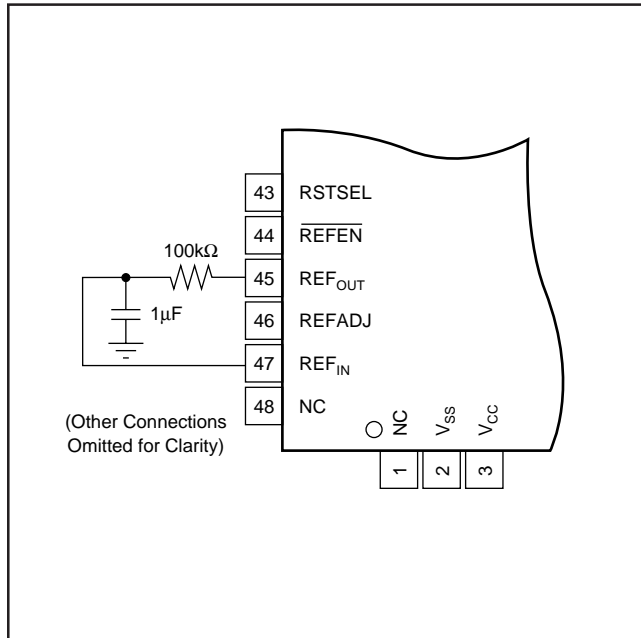 43 RSTSEL
44 REFEN
100kΩ
45 REFOUT
46 REFADJ
1µF
47 REFIN
48 NC
(Other Connections
Omitted for Clarity)
NC VSS VCC
1 2 3